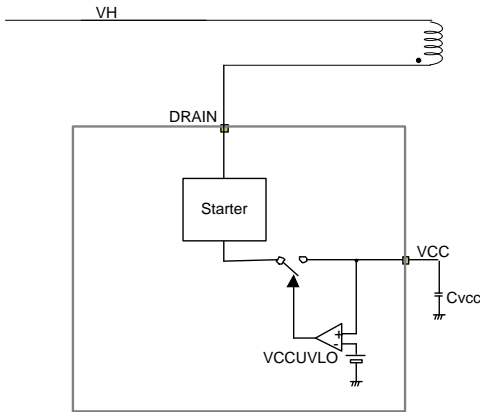 VH
DRAIN
Starter
VCC
Cvcc
+
-
VCCUVLO